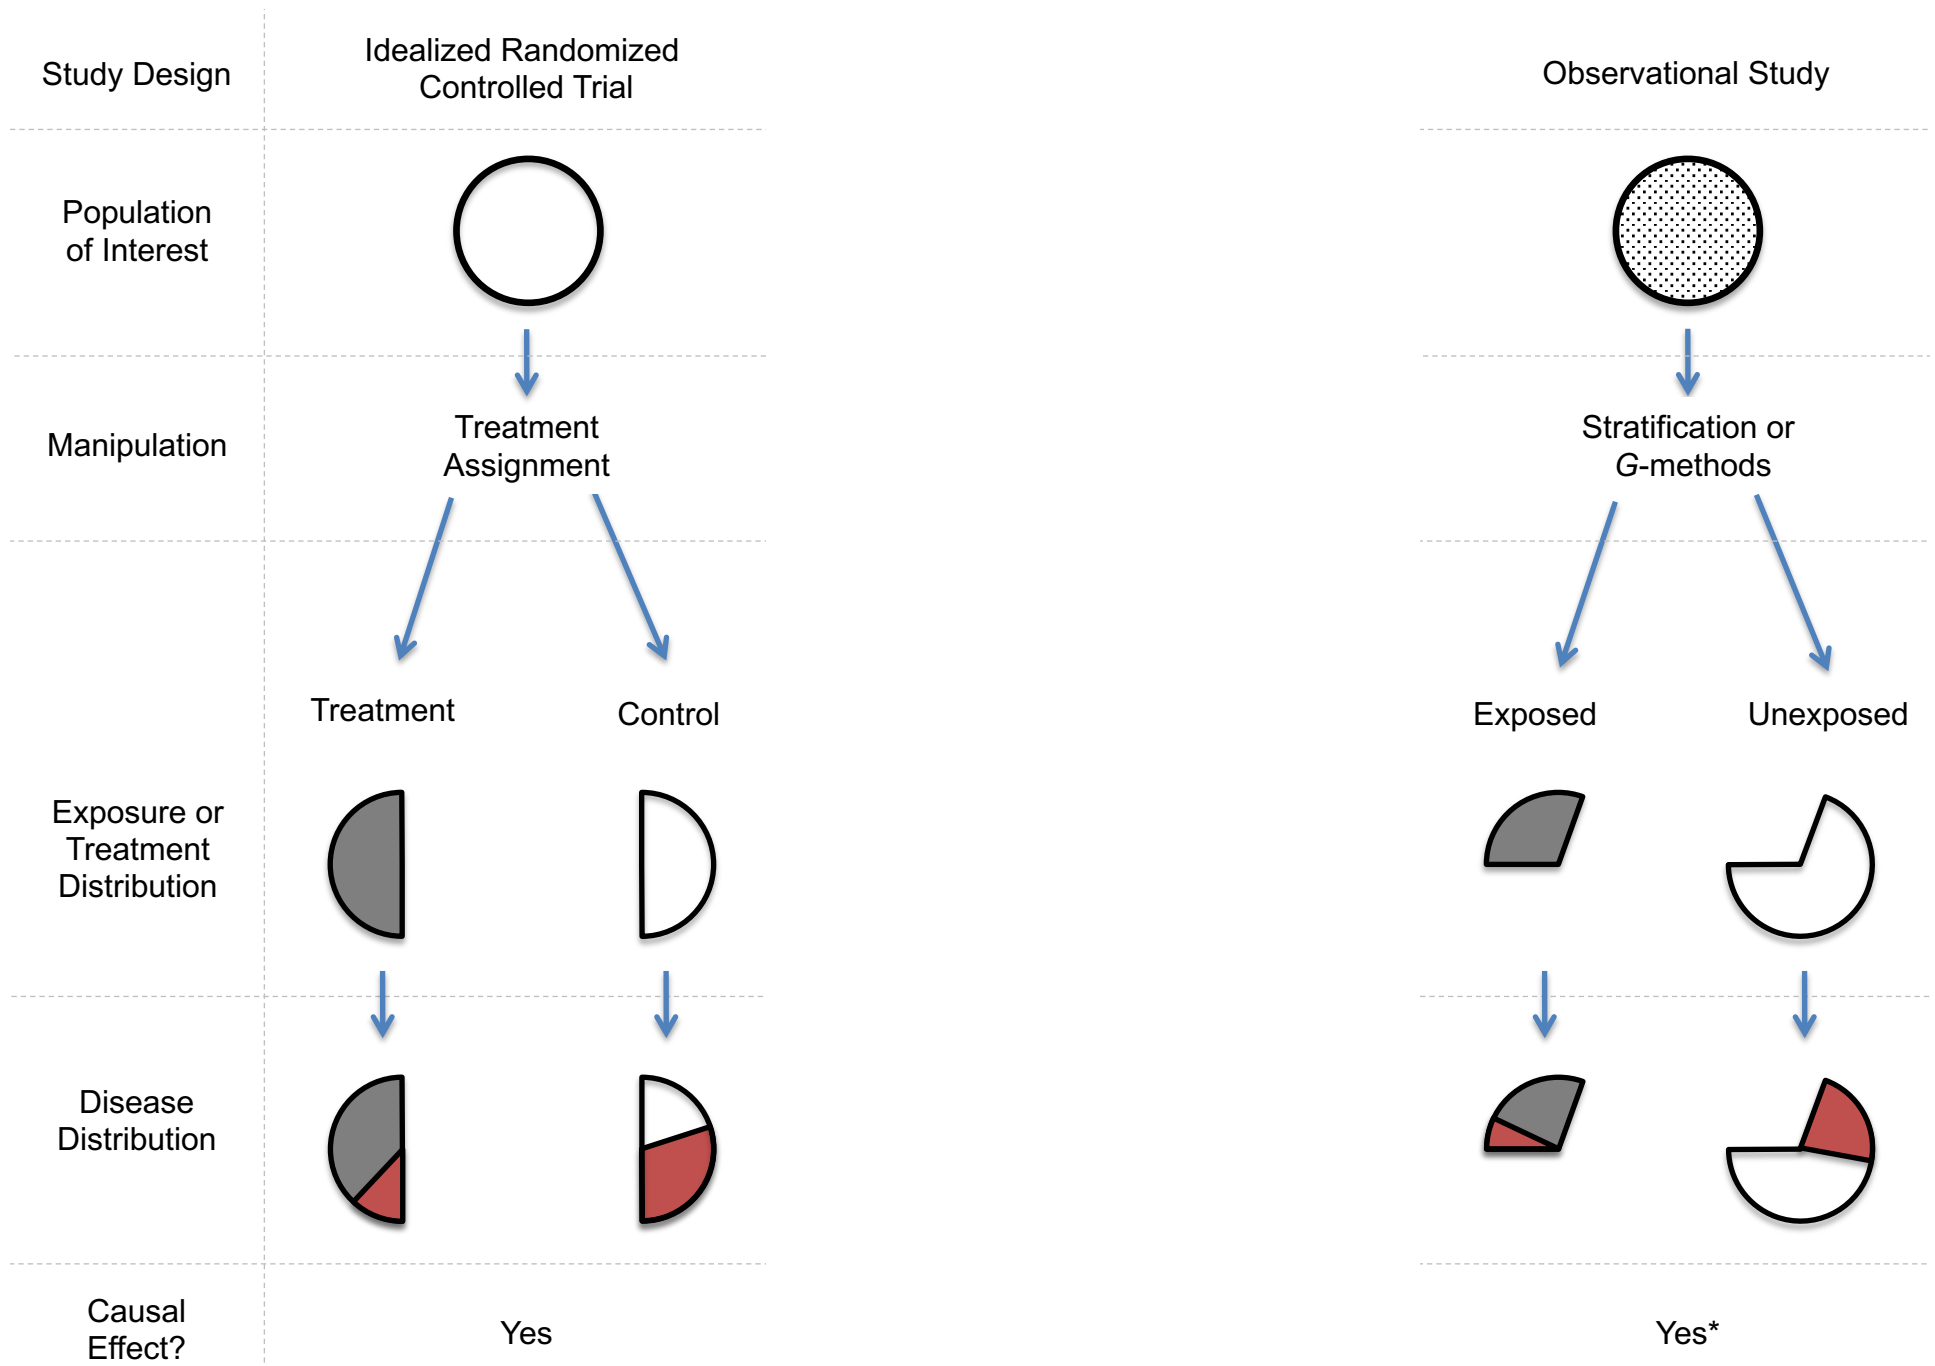 Study Design
Idealized Randomized
Controlled Trial
Observational Study
Population
of Interest
Manipulation
Treatment
Assignment
Stratification or
G-methods
Treatment
Control
Exposed
Unexposed
Exposure or
Treatment
Distribution
Disease
Distribution
Causal
Effect?
Yes
Yes*